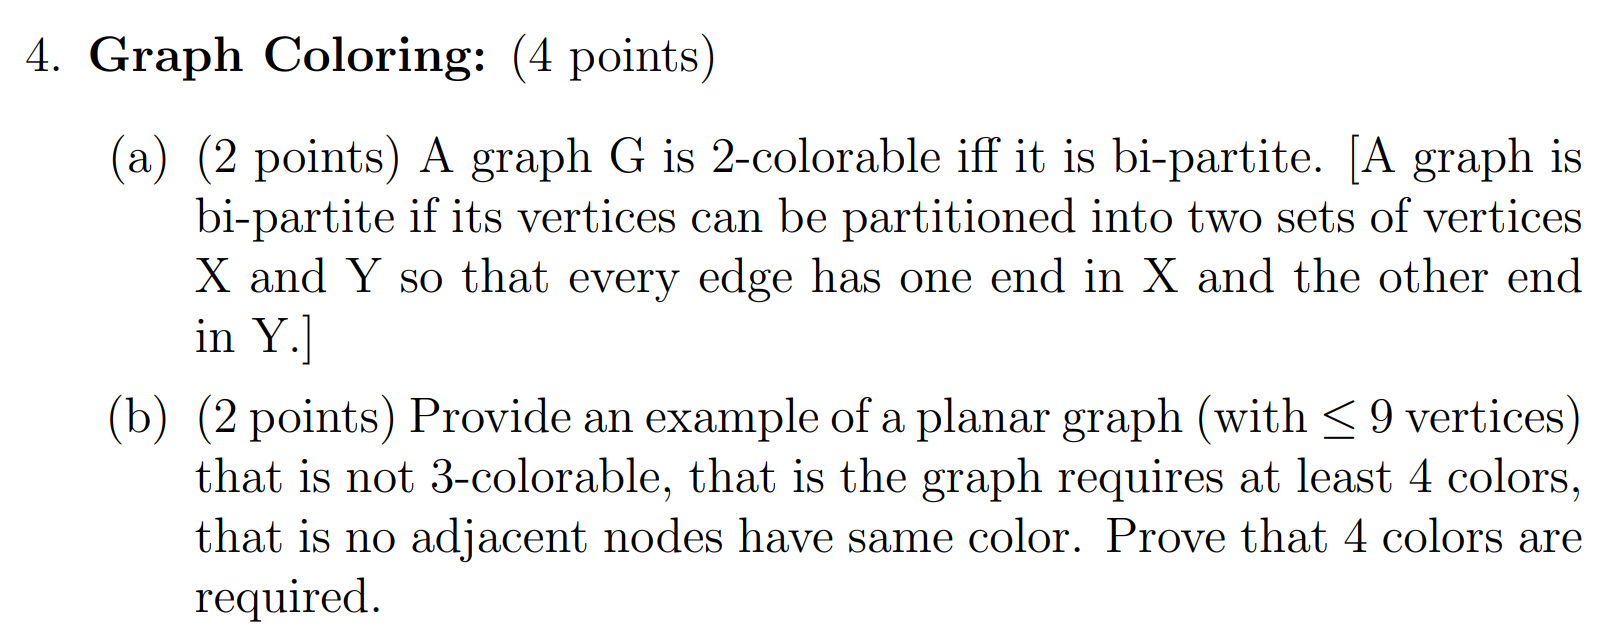 4. Graph Coloring: (4 points)
(a) (2 points) A graph G is 2-colorable iff it is bi-partite. [A graph is
bi-partite if its vertices can be partitioned into two sets of vertices
X and Y so that every edge has one end in X and the other end
in Y.]
(b) (2 points) Provide an example of a planar graph (with ≤ 9 vertices)
that is not 3-colorable, that is the graph requires at least 4 colors,
that is no adjacent nodes have same color. Prove that 4 colors are
required.